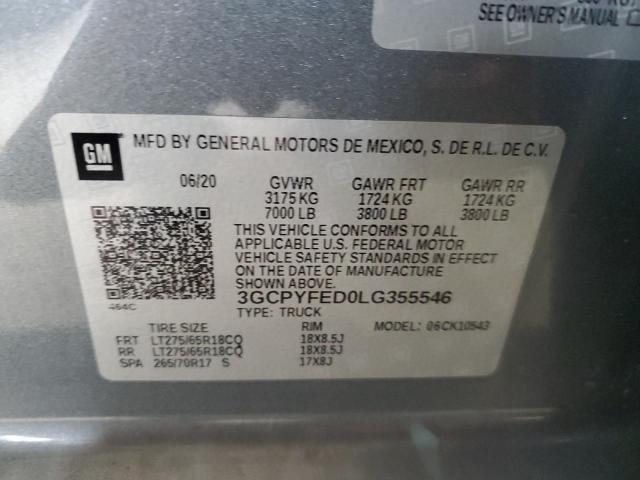 SEE OWNER'S MANUAL
GM
MFD BY GENERAL MOTORS DE MEXICO, S. DE R.L. DE C.V.
06/20 GVWR GAWR FRT GAWR RR
3175 KG 1724 KG 1724 KG
7000 LB 3800 LB 3800 LB
THIS VEHICLE CONFORMS TO ALL
APPLICABLE U.S. FEDERAL MOTOR
VEHICLE SAFETY STANDARDS IN EFFECT
ON THE DATE OF MANUFACTURE
SHOWN ABOVE.
3GCPYFED0LG355546
464C
TYPE: TRUCK MODEL: 06CK10543
TIRE SIZE RIM
FRT LT275/65R18CQ 18X8.5J
RR LT275/65R18CQ 18X8.5J
SPA 265/70R17 S 17X8J